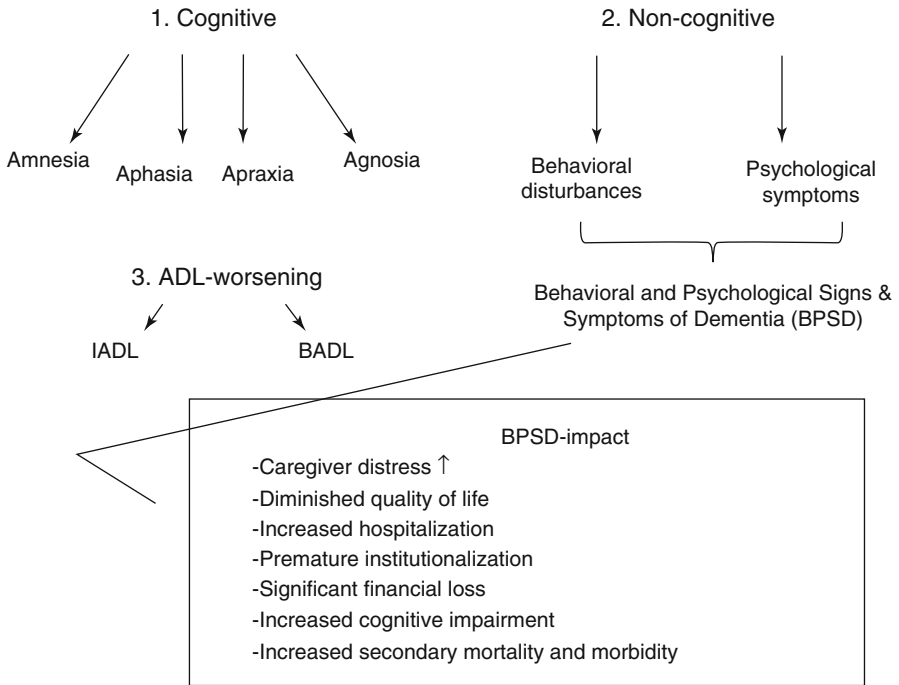 1. Cognitive
Amnesia
Aphasia
Apraxia
Agnosia
2. Non-cognitive
Behavioral
disturbances
Psychological
symptoms
Behavioral and Psychological Signs &
Symptoms of Dementia (BPSD)
3. ADL-worsening
IADL
BADL
BPSD-impact
-Caregiver distress ↑
-Diminished quality of life
-Increased hospitalization
-Premature institutionalization
-Significant financial loss
-Increased cognitive impairment
-Increased secondary mortality and morbidity